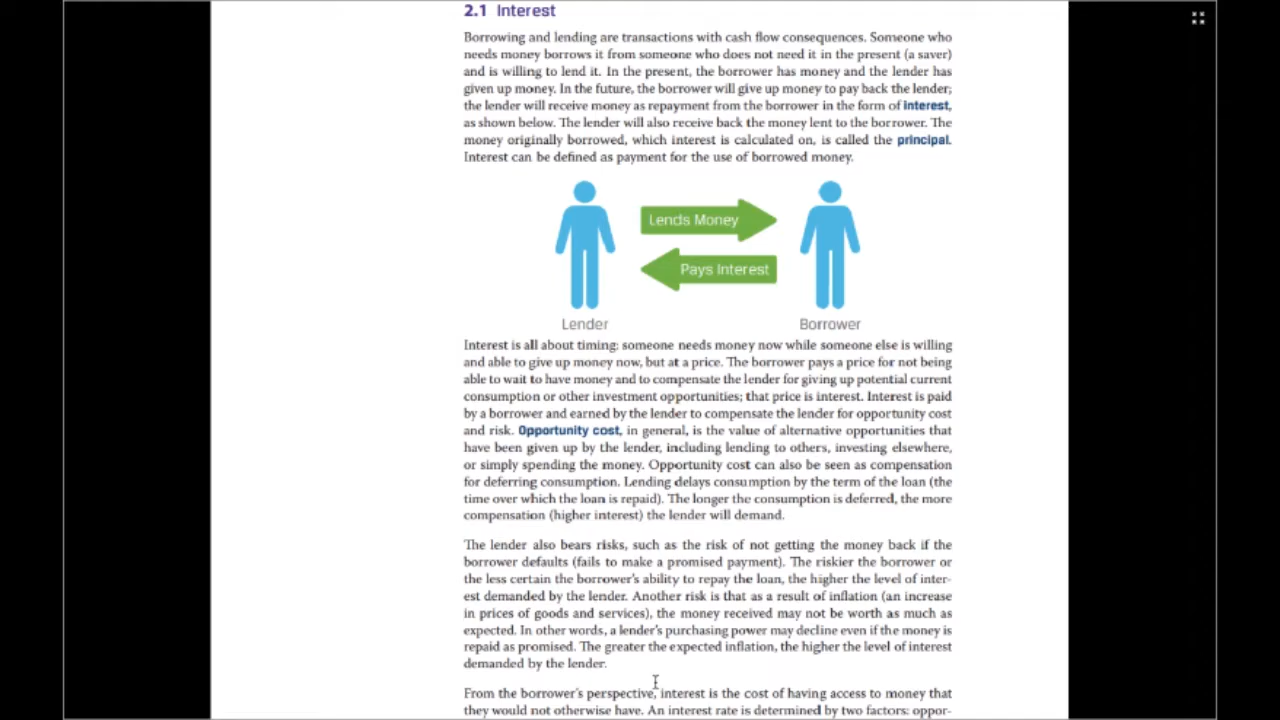 2.1 Interest
Borrowing and lending are transactions with cash flow consequences. Someone who
needs money borrows it from someone who does not need it in the present (a saver)
and is willing to lend it. In the present, the borrower has money and the lender has
given up money. In the future, the borrower will give up money to pay back the lender;
the lender will receive money as repayment from the borrower in the form of interest,
as shown below. The lender will also receive back the money lent to the borrower. The
money originally borrowed, which interest is calculated on, is called the principal.
Interest can be defined as payment for the use of borrowed money.
Lends Money
Pays Interest
Lender
Borrower
Interest is all about timing: someone needs money now while someone else is willing
and able to give up money now, but at a price. The borrower pays a price for not being
able to wait to have money and to compensate the lender for giving up potential current
consumption or other investment opportunities; that price is interest. Interest is paid
by a borrower and earned by the lender to compensate the lender for opportunity cost
and risk. Opportunity cost, in general, is the value of alternative opportunities that
have been given up by the lender, including lending to others, investing elsewhere,
or simply spending the money. Opportunity cost can also be seen as compensation
for deferring consumption. Lending delays consumption by the term of the loan (the
time over which the loan is repaid). The longer the consumption is deferred, the more
compensation (higher interest) the lender will demand.
The lender also bears risks, such as the risk of not getting the money back if the
borrower defaults (fails to make a promised payment). The riskier the borrower or
the less certain the borrower's ability to repay the loan, the higher the level of inter-
est demanded by the lender. Another risk is that as a result of inflation (an increase
in prices of goods and services), the money received may not be worth as much as
expected. In other words, a lender's purchasing power may decline even if the money is
repaid as promised. The greater the expected inflation, the higher the level of interest
demanded by the lender.
From the borrower's perspective, interest is the cost of having access to money that
they would not otherwise have. An interest rate is determined by two factors: oppor-